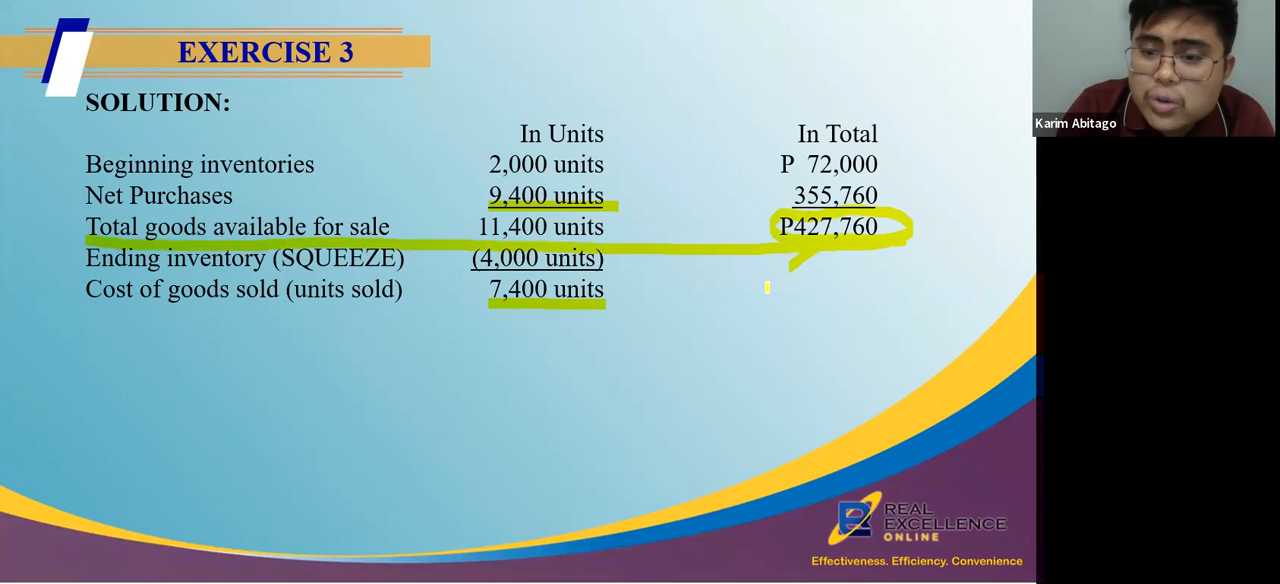 EXERCISE 3
SOLUTION:
In Units In Total
Beginning inventories 2,000 units P 72,000
Net Purchases 9,400 units 355,760
Total goods available for sale 11,400 units P427,760
Ending inventory (SQUEEZE) (4,000 units)
Cost of goods sold (units sold) 7,400 units
Karim Abitago
REAL
EXCELLENCE
ONLINE
Effectiveness. Efficiency. Convenience